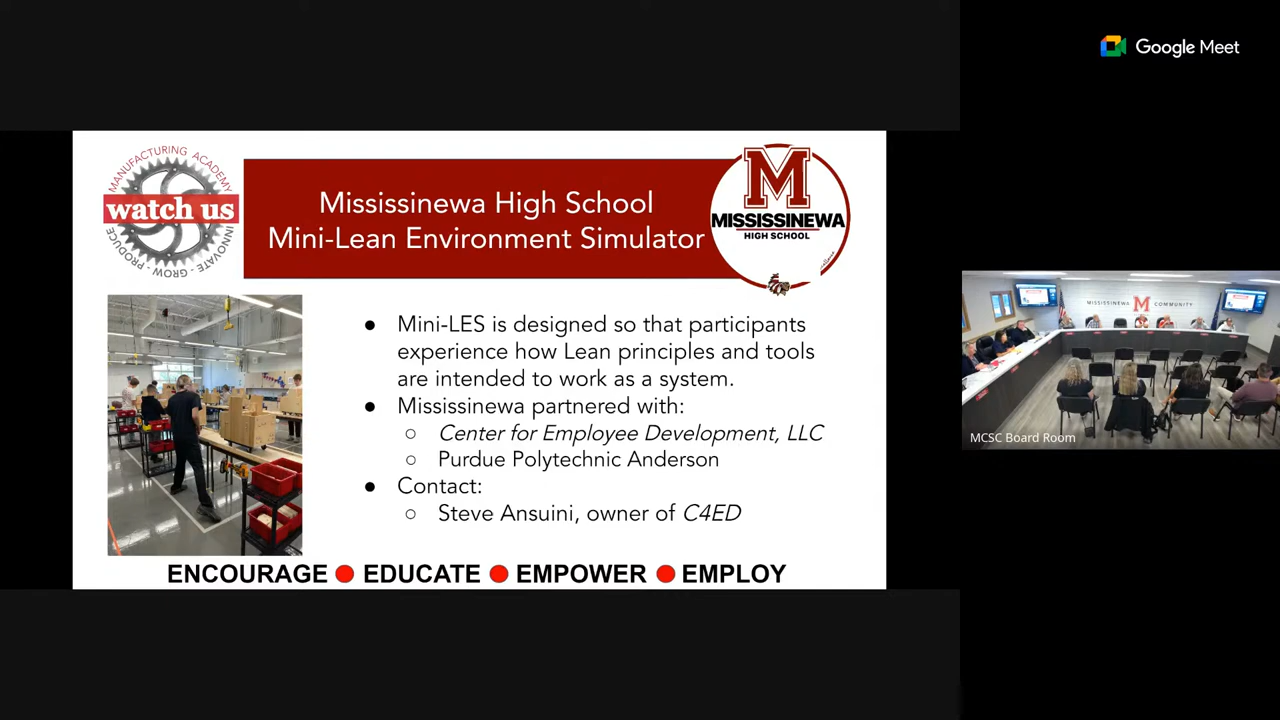 Google Meet
MANUFACTURING ACADEMY
watch us
PRODUCE - GROW - INNOVATE
Mississinewa High School
Mini-Lean Environment Simulator
M
MISSISSINEWA
HIGH SCHOOL
● Mini-LES is designed so that participants
experience how Lean principles and tools
are intended to work as a system.
● Mississinewa partnered with:
○ Center for Employee Development, LLC
○ Purdue Polytechnic Anderson
● Contact:
○ Steve Ansuini, owner of C4ED
ENCOURAGE ● EDUCATE ● EMPOWER ● EMPLOY
MISSISSINEWA M COMMUNITY
MCSC Board Room